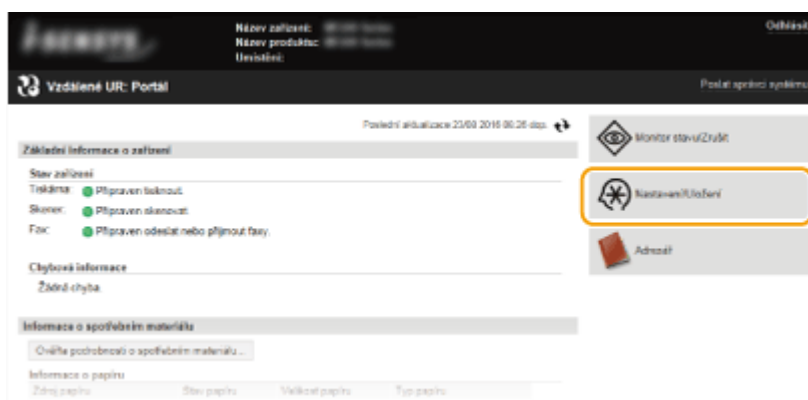 Název zařízení:
Odhlásit
Název produktu:
Umístění:
Vzdálené UR: Portál
Poslat správci systému
Poslední aktualizace 23/08 2016 08:26 dop.
Základní informace o zařízení
Stav zařízení
Tiskárna: Připraven tisknout.
Skener: Připraven skenovat.
Fax: Připraven odeslat nebo přijmout faxy.
Chybová informace
Žádná chyba.
Informace o spotřebním materiálu
Ověřte podrobnosti o spotřebním materiálu...
Informace o papíru
Zdroj papíru Stav papíru Velikost papíru Typ papíru
Monitor stavu/Zrušit
Nastavení/Uložení
Adresář